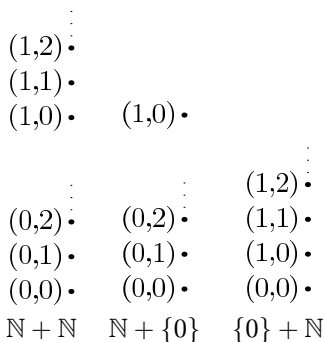 (1,2)
(1,1)
(1,0) (1,0)
(1,2)
(0,2) (0,2) (1,1)
(0,1) (0,1) (1,0)
(0,0) (0,0) (0,0)
ℕ + ℕ ℕ + {0} {0} + ℕ